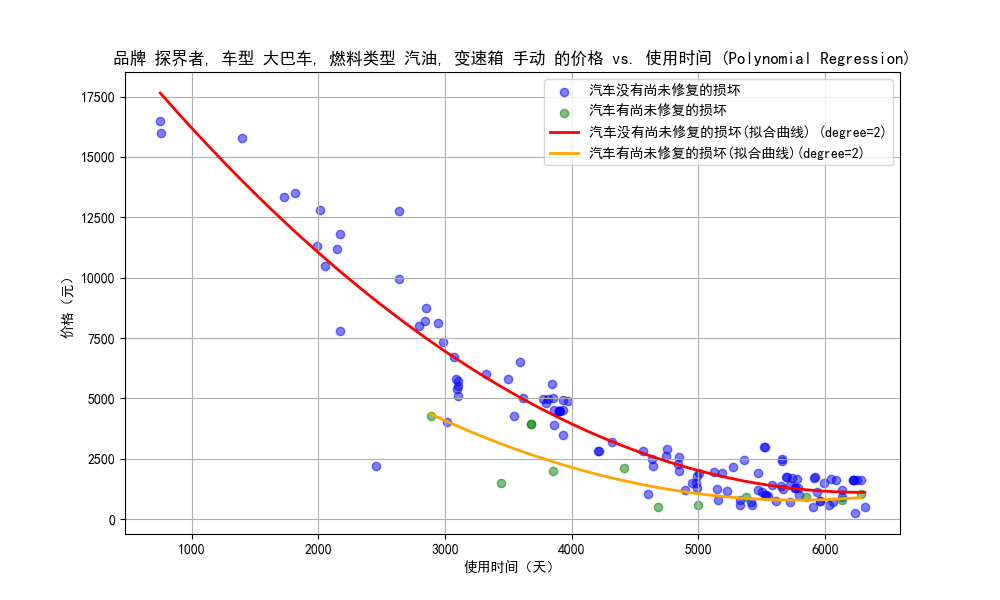 品牌 探界者, 车型 大巴车, 燃料类型 汽油, 变速箱 手动 的价格 vs. 使用时间 (Polynomial Regression)
汽车没有尚未修复的损坏
汽车有尚未修复的损坏
汽车没有尚未修复的损坏(拟合曲线) (degree=2)
汽车有尚未修复的损坏(拟合曲线)(degree=2)
价格（元）
17500
15000
12500
10000
7500
5000
2500
0
1000 2000 3000 4000 5000 6000
使用时间（天）